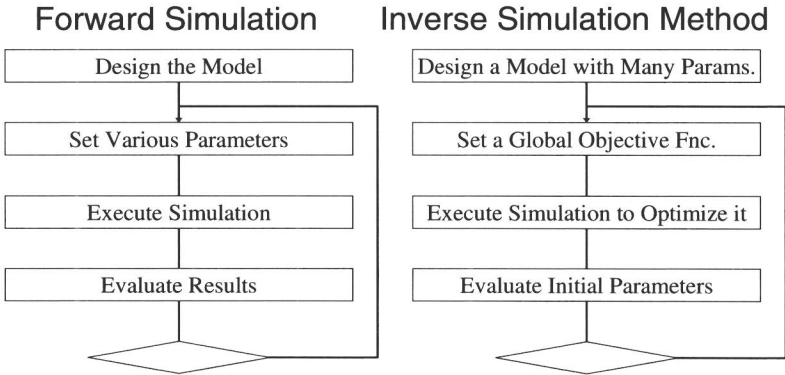 Forward Simulation
Design the Model
Set Various Parameters
Execute Simulation
Evaluate Results
Inverse Simulation Method
Design a Model with Many Params.
Set a Global Objective Fnc.
Execute Simulation to Optimize it
Evaluate Initial Parameters